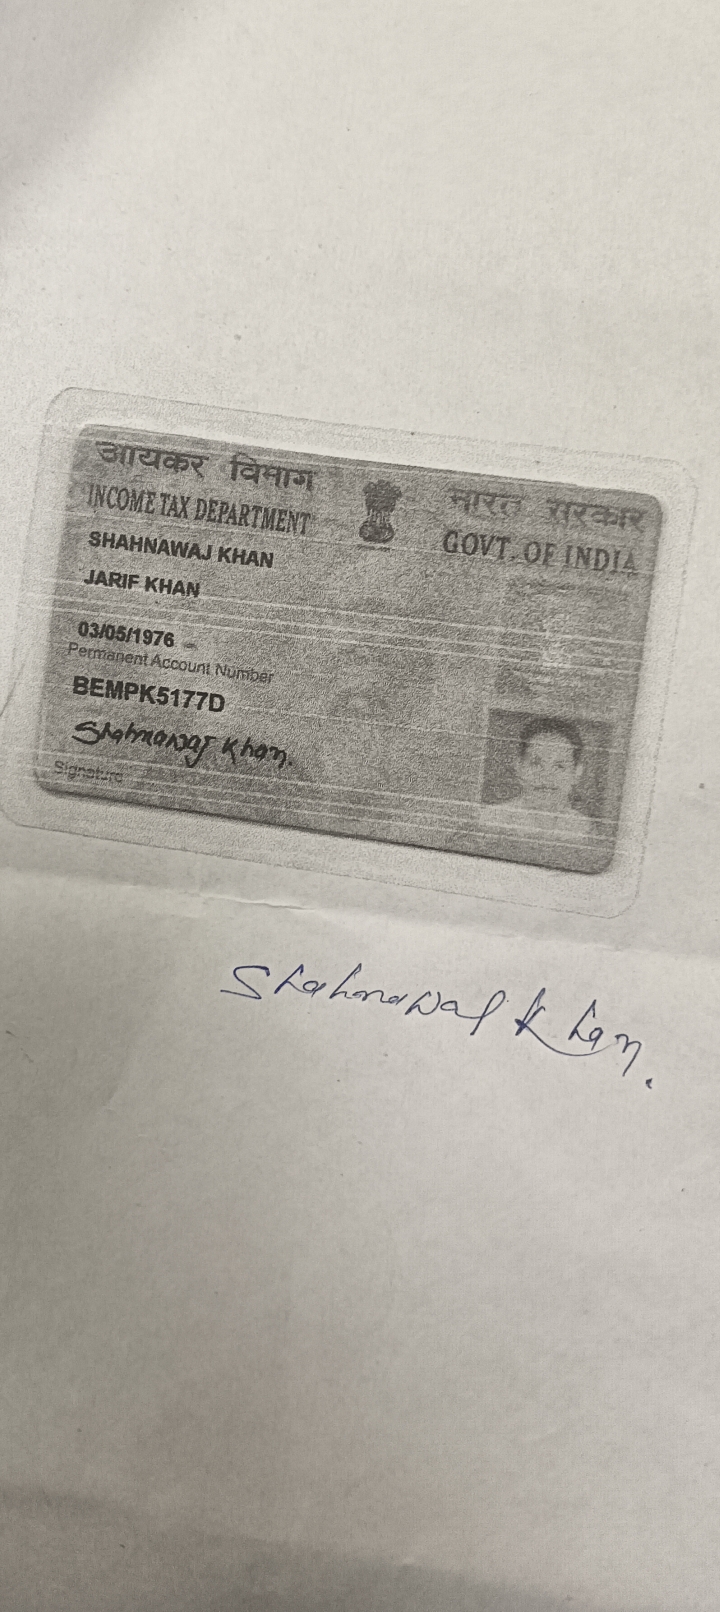 आयकर विभाग
भारत सरकार
INCOME TAX DEPARTMENT
GOVT. OF INDIA
SHAHNAWAJ KHAN
JARIF KHAN
03/05/1976
Permanent Account Number
BEMPK5177D
Shahnawaj Khan.
Signature
Shahnawaj Khan.